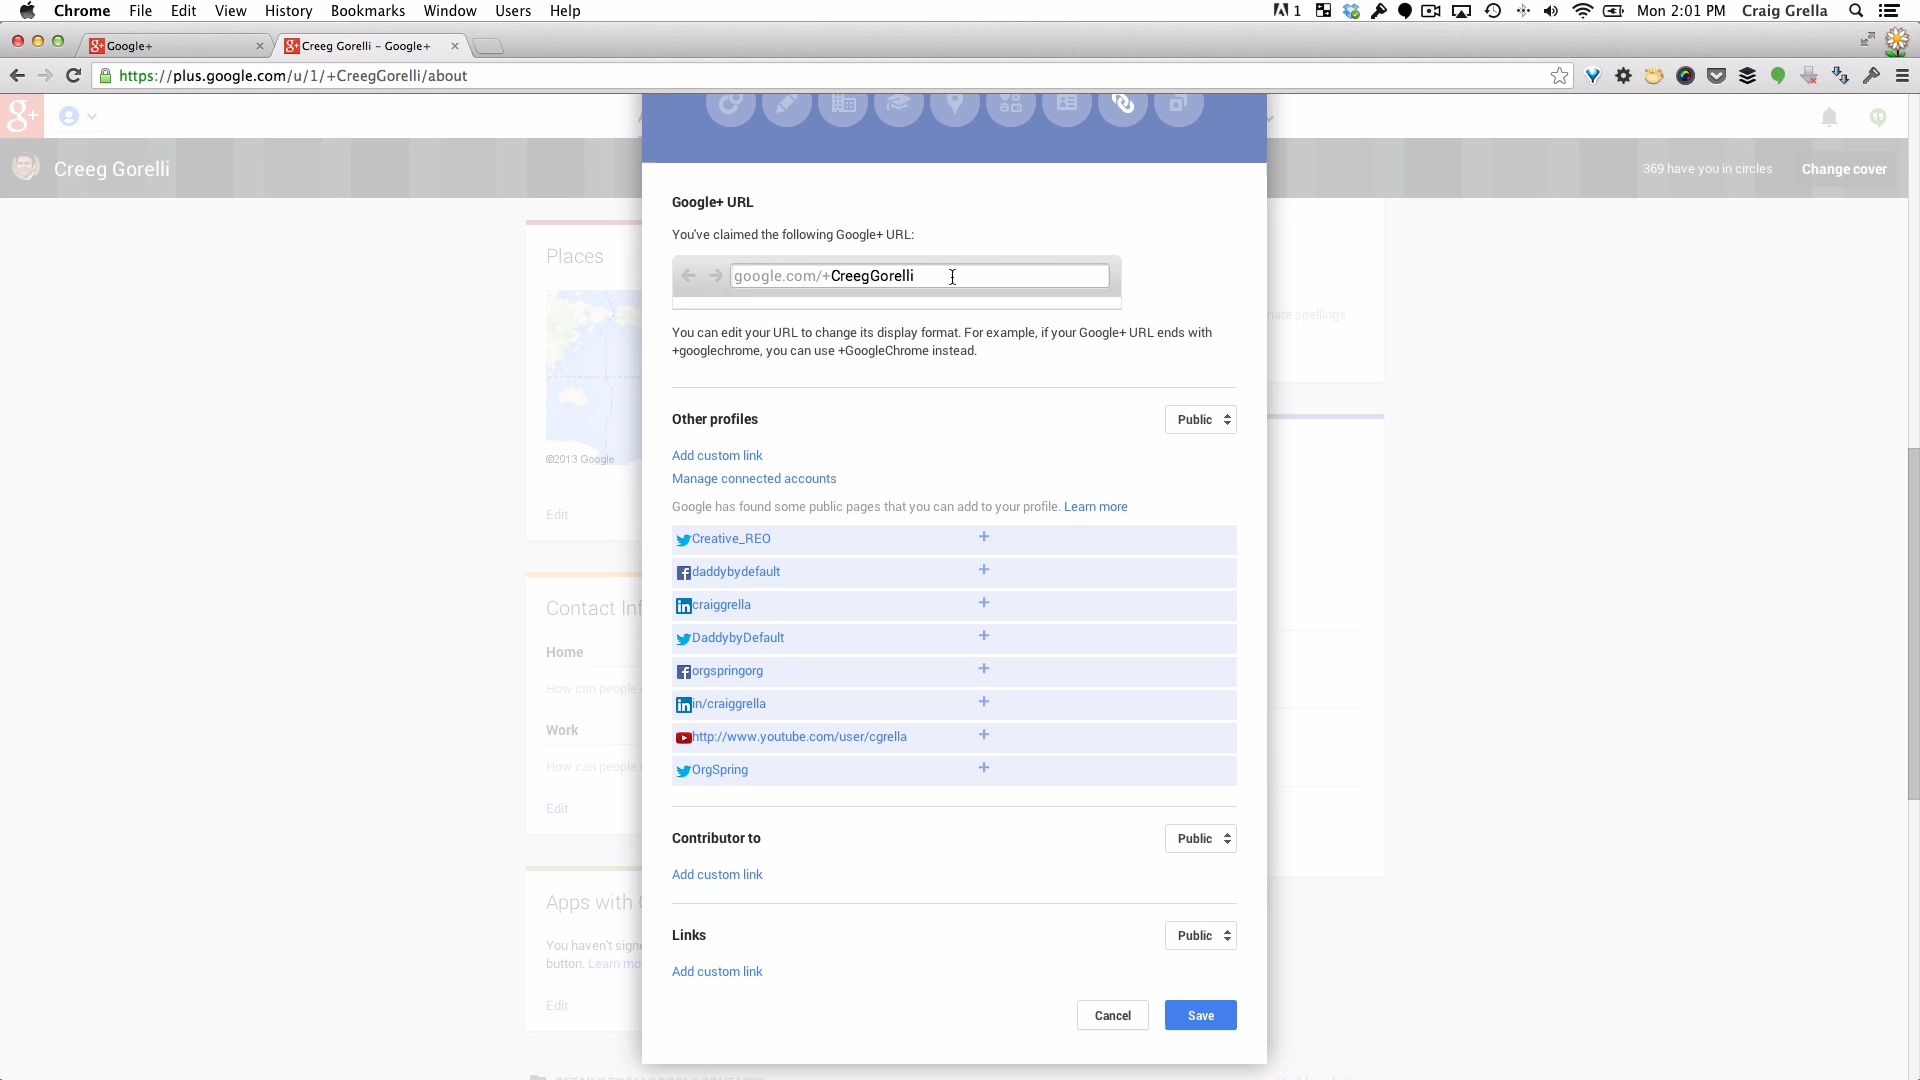 Chrome File Edit View History Bookmarks Window Users Help
1 Mon 2:01 PM Craig Grella
Google+
Creeg Gorelli - Google+
https://plus.google.com/u/1/+CreegGorelli/about
g+
Creeg Gorelli
369 have you in circles
Change cover
Google+ URL
You've claimed the following Google+ URL:
google.com/+CreegGorelli
You can edit your URL to change its display format. For example, if your Google+ URL ends with
+googlechrome, you can use +GoogleChrome instead.
Other profiles
Public
Add custom link
Manage connected accounts
Google has found some public pages that you can add to your profile. Learn more
Creative_REO +
daddybydefault +
craiggrella +
DaddybyDefault +
orgspringorg +
in/craiggrella +
http://www.youtube.com/user/cgrella +
OrgSpring +
Contributor to
Public
Add custom link
Links
Public
Add custom link
Cancel
Save
Places
©2013 Google
Edit
Contact
Home
How can people
Work
How can people
Edit
Apps with
You haven't
button. Learn
Edit
spellings